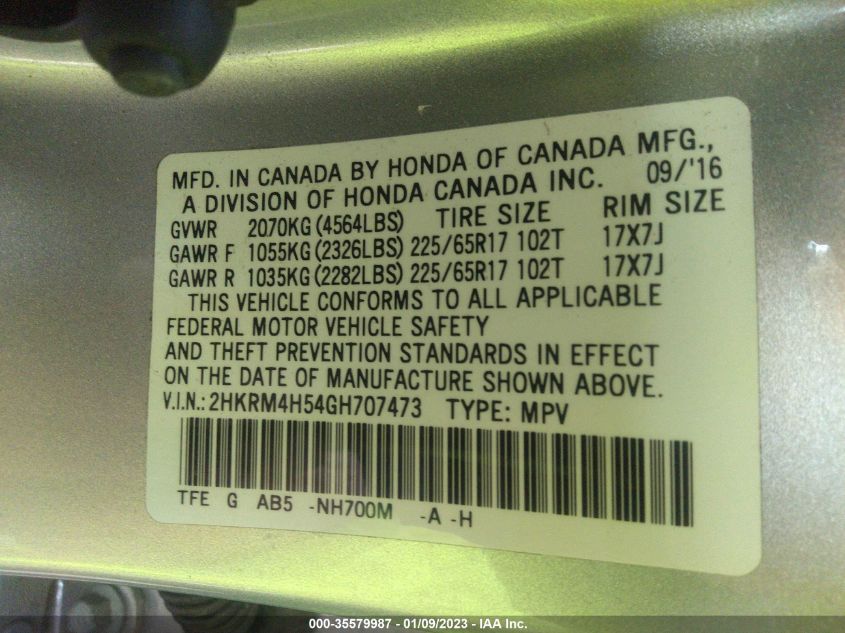 MFD. IN CANADA BY HONDA OF CANADA MFG.,
A DIVISION OF HONDA CANADA INC. 09/'16
GVWR 2070KG (4564LBS) TIRE SIZE RIM SIZE
GAWR F 1055KG (2326LBS) 225/65R17 102T 17X7J
GAWR R 1035KG (2282LBS) 225/65R17 102T 17X7J
THIS VEHICLE CONFORMS TO ALL APPLICABLE
FEDERAL MOTOR VEHICLE SAFETY
AND THEFT PREVENTION STANDARDS IN EFFECT
ON THE DATE OF MANUFACTURE SHOWN ABOVE.
V.I.N.: 2HKRM4H54GH707473 TYPE: MPV
TFE G AB5 -NH700M -A -H
000-35579987 - 01/09/2023 - IAA Inc.